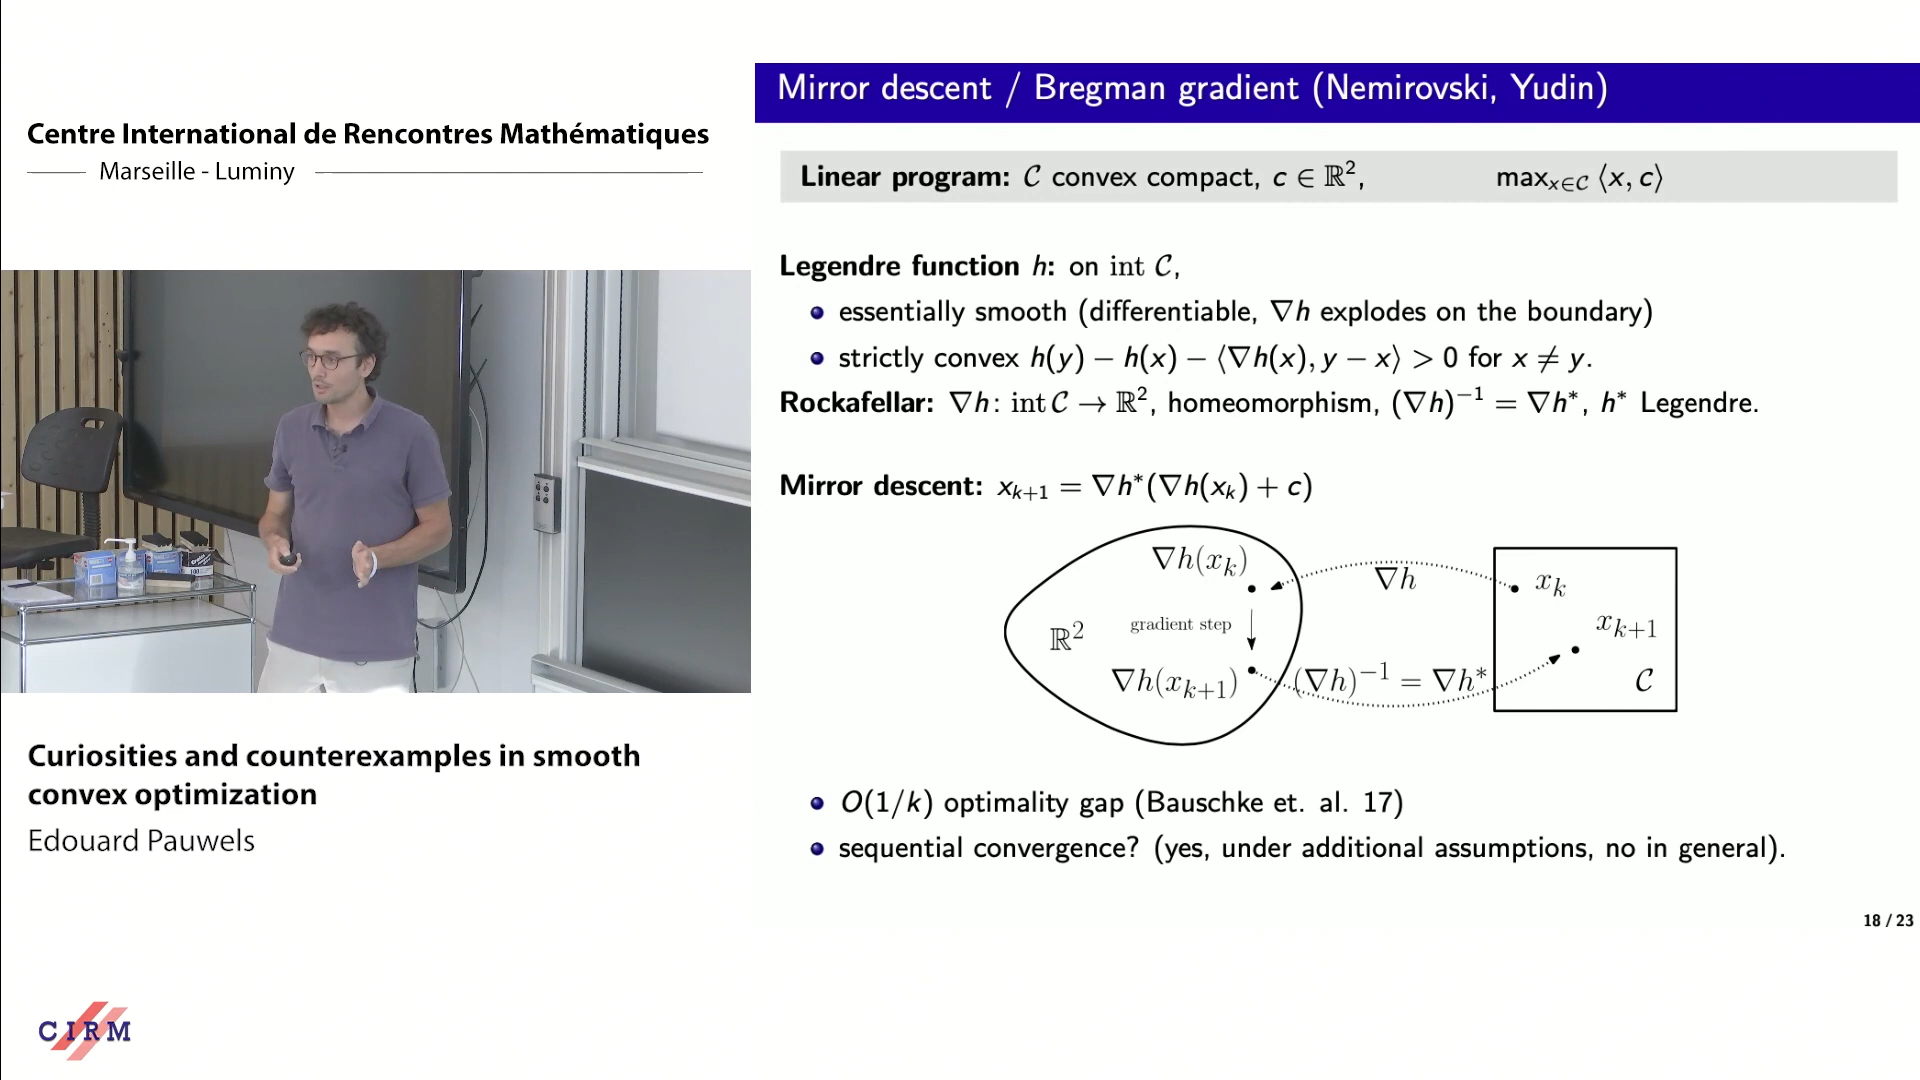 Centre International de Rencontres Mathématiques
Marseille - Luminy
Curiosities and counterexamples in smooth
convex optimization
Edouard Pauwels
CIRM
Mirror descent / Bregman gradient (Nemirovski, Yudin)
Linear program: 𝒞 convex compact, c ∈ ℝ², max_{x∈𝒞} ⟨x, c⟩
Legendre function h: on int 𝒞,
• essentially smooth (differentiable, ∇h explodes on the boundary)
• strictly convex h(y) − h(x) − ⟨∇h(x), y − x⟩ > 0 for x ≠ y.
Rockafellar: ∇h: int 𝒞 → ℝ², homeomorphism, (∇h)⁻¹ = ∇h*, h* Legendre.
Mirror descent: x_{k+1} = ∇h*(∇h(x_k) + c)
∇h(x_k)
∇h
x_k
ℝ²
gradient step
x_{k+1}
∇h(x_{k+1})
(∇h)⁻¹ = ∇h*
𝒞
• O(1/k) optimality gap (Bauschke et. al. 17)
• sequential convergence? (yes, under additional assumptions, no in general).
18 / 23